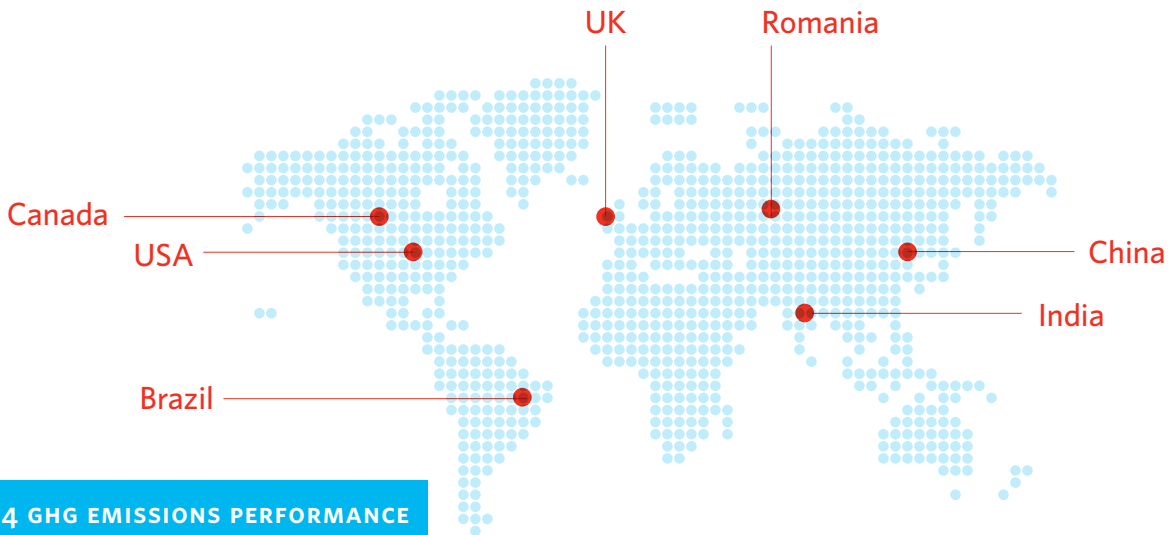 UK
Romania
Canada
USA
China
India
Brazil
4 GHG EMISSIONS PERFORMANCE